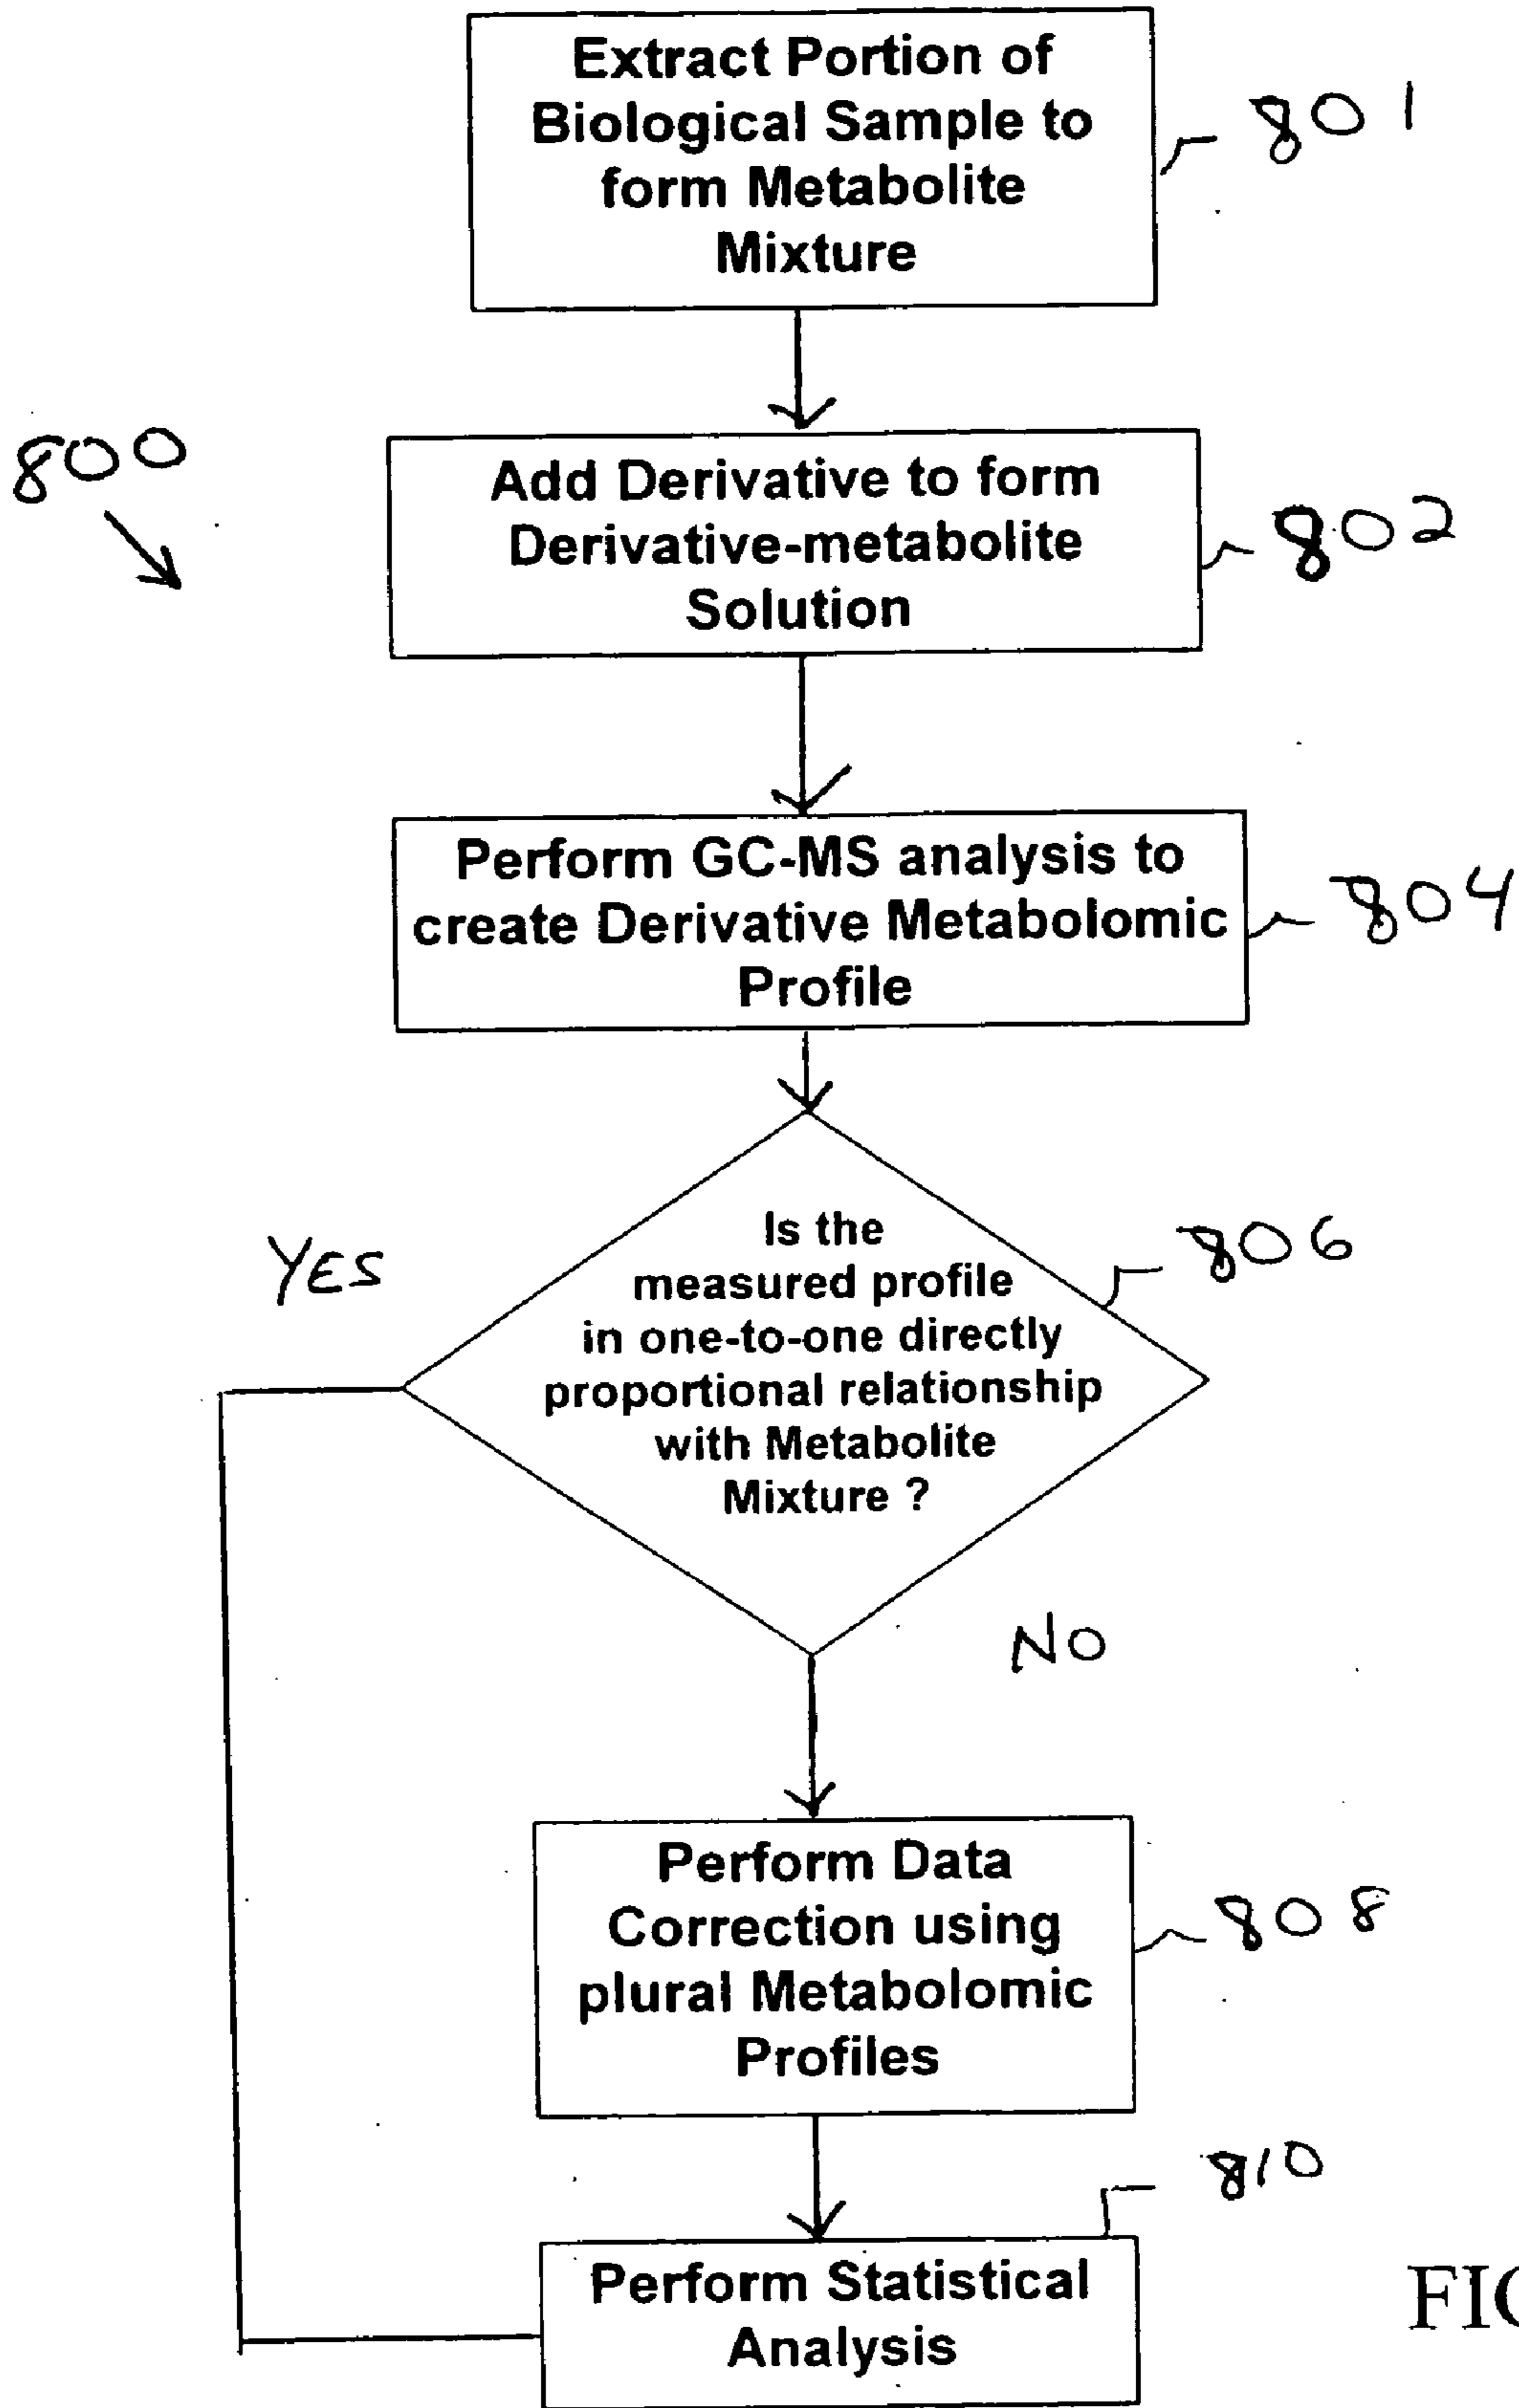 Extract Portion of
Biological Sample to
form Metabolite
Mixture
801
800
Add Derivative to form
Derivative-metabolite
Solution
802
Perform GC-MS analysis to
create Derivative Metabolomic
Profile
804
YES
Is the
measured profile
in one-to-one directly
proportional relationship
with Metabolite
Mixture ?
806
NO
Perform Data
Correction using
plural Metabolomic
Profiles
808
810
Perform Statistical
Analysis